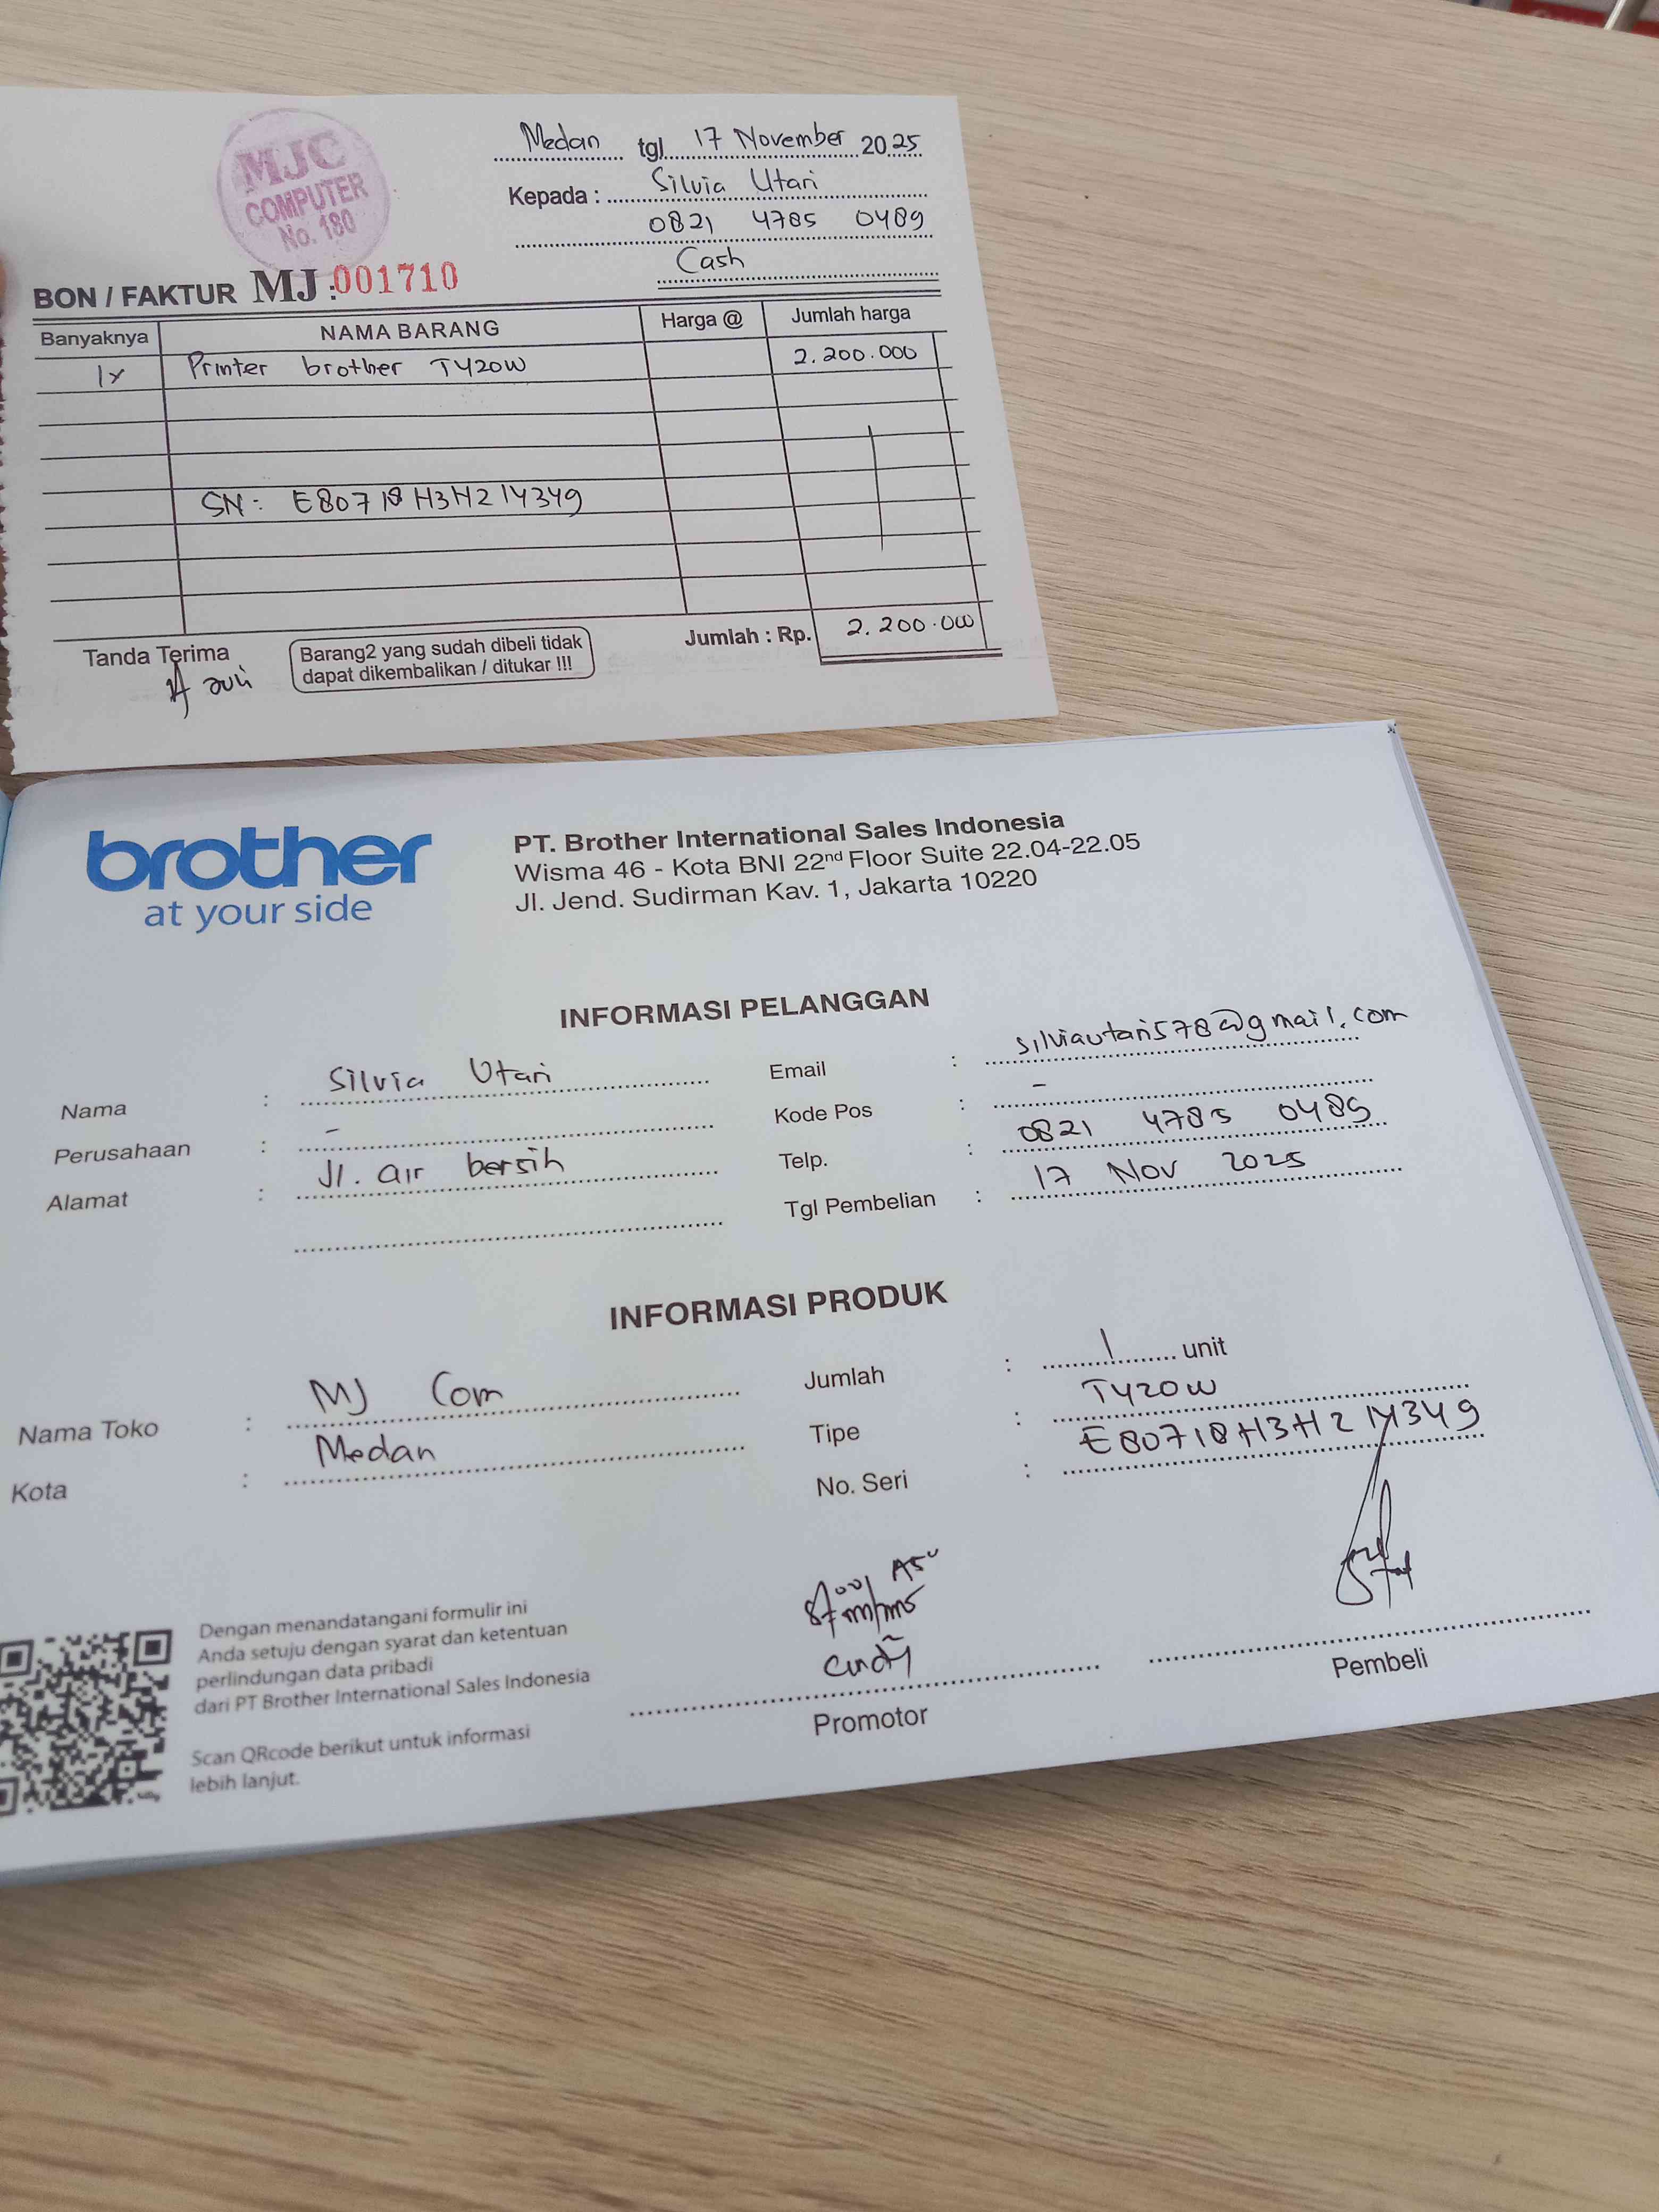 MJC
COMPUTER
No. 180
Medan tgl 17 November 2025
Kepada : Silvia Utari
0821 4785 0489
Cash
BON / FAKTUR MJ : 001710
Banyaknya NAMA BARANG Harga @ Jumlah harga
1x Printer brother T420W 2.200.000
SN: E80718H3H214349
Tanda Terima
Barang2 yang sudah dibeli tidak
dapat dikembalikan / ditukar !!!
Jumlah : Rp. 2.200.000
brother
at your side
PT. Brother International Sales Indonesia
Wisma 46 - Kota BNI 22nd Floor Suite 22.04-22.05
Jl. Jend. Sudirman Kav. 1, Jakarta 10220
INFORMASI PELANGGAN
Nama : Silvia Utari
Perusahaan : -
Alamat : Jl. air bersih
Email : silviautari578@gmail.com
Kode Pos : -
Telp. : 0821 4785 0489
Tgl Pembelian : 17 Nov 2025
INFORMASI PRODUK
Nama Toko : MJ Com
Kota : Medan
Jumlah : 1 unit
Tipe : T420W
No. Seri : E80718H3H214349
Dengan menandatangani formulir ini
Anda setuju dengan syarat dan ketentuan
perlindungan data pribadi
dari PT Brother International Sales Indonesia
Scan QRcode berikut untuk informasi
lebih lanjut.
Cindy
Promotor
Pembeli